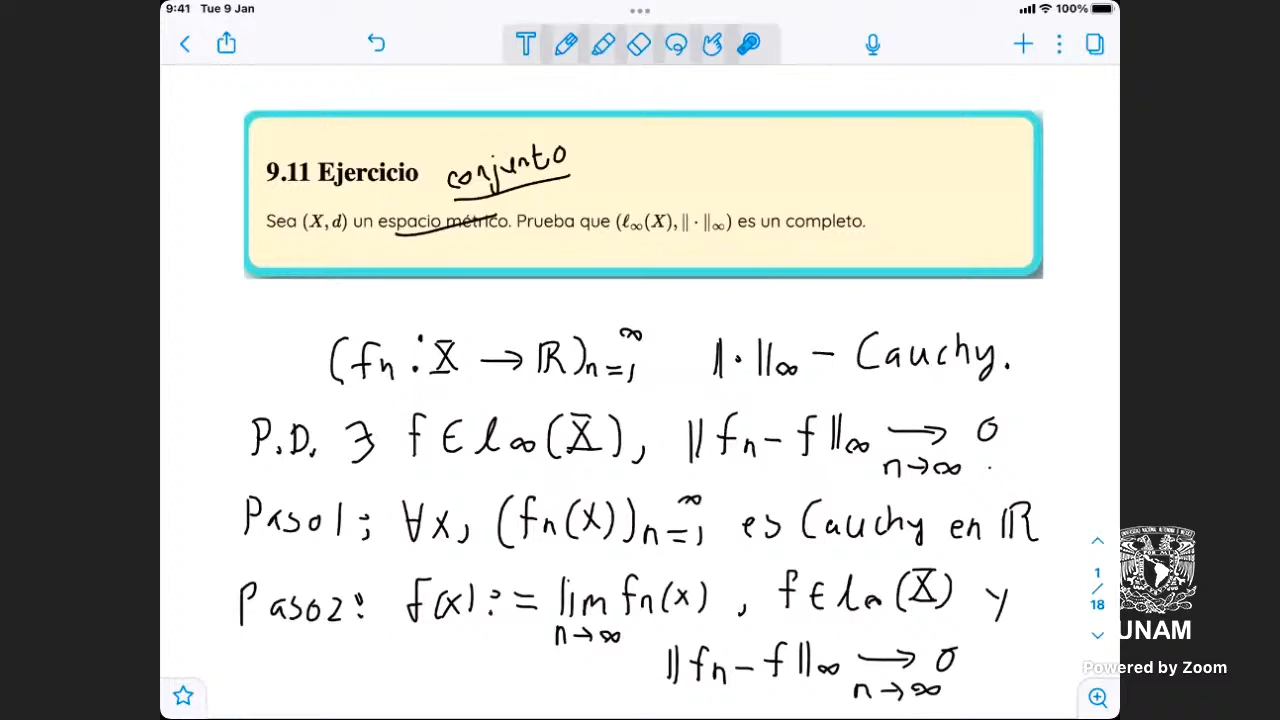 9:41 Tue 9 Jan
100%
9.11 Ejercicio conjunto
Sea (X, d) un espacio métrico. Prueba que (ℓ∞(X), ‖ · ‖∞) es un completo.
(fn : X → ℝ)n=1^∞ ‖·‖∞ – Cauchy.
P.D. ∃ f ∈ ℓ∞(X), ‖fn – f‖∞ → 0 n→∞
Paso1; ∀x, (fn(x))n=1^∞ es Cauchy en ℝ
Paso2: f(x) := lim n→∞ fn(x), f ∈ ℓ∞(X) y
‖fn – f‖∞ → 0 n→∞
1
/
18
UNAM
Powered by Zoom